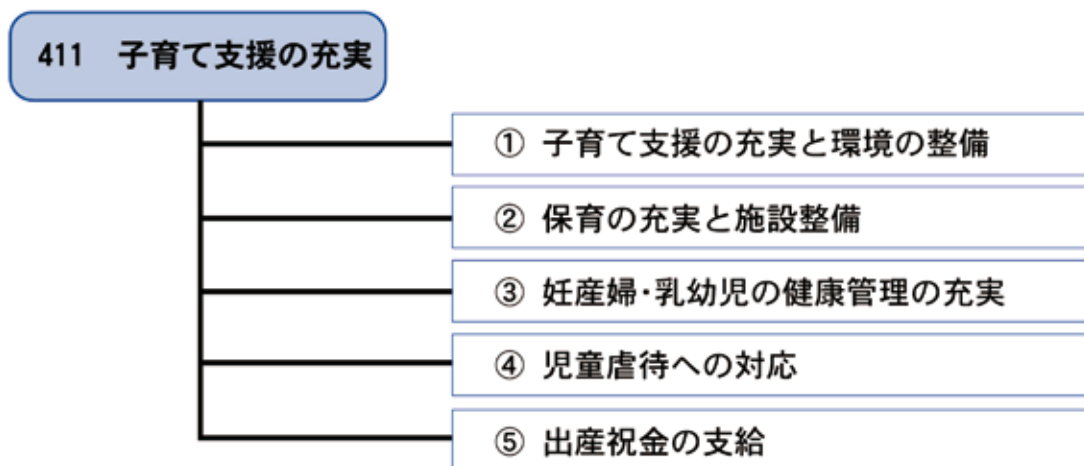 411　子育て支援の充実
① 子育て支援の充実と環境の整備
② 保育の充実と施設整備
③ 妊産婦・乳幼児の健康管理の充実
④ 児童虐待への対応
⑤ 出産祝金の支給